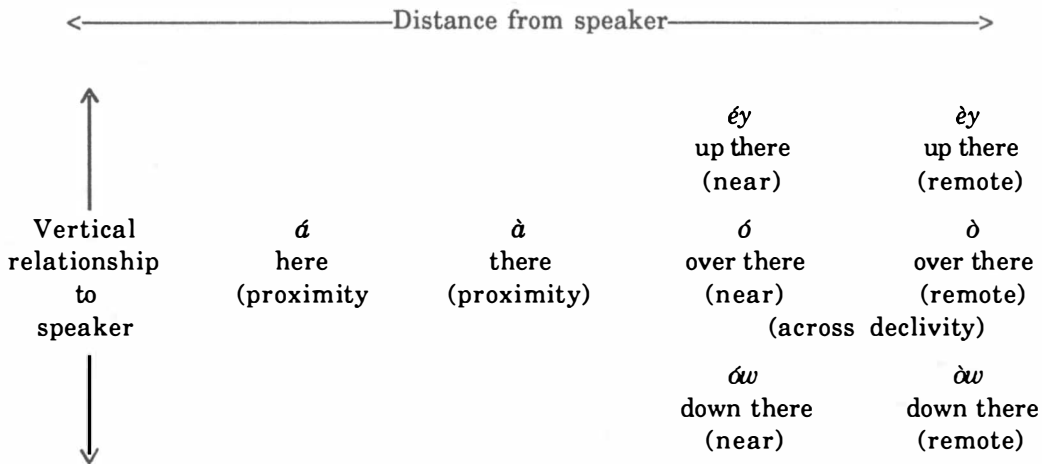 Distance from speaker
éy èy
up there up there
(near) (remote)
Vertical á à ó ò
relationship here there over there over there
to (proximity (proximity) (near) (remote)
speaker (across declivity)
ów òw
down there down there
(near) (remote)